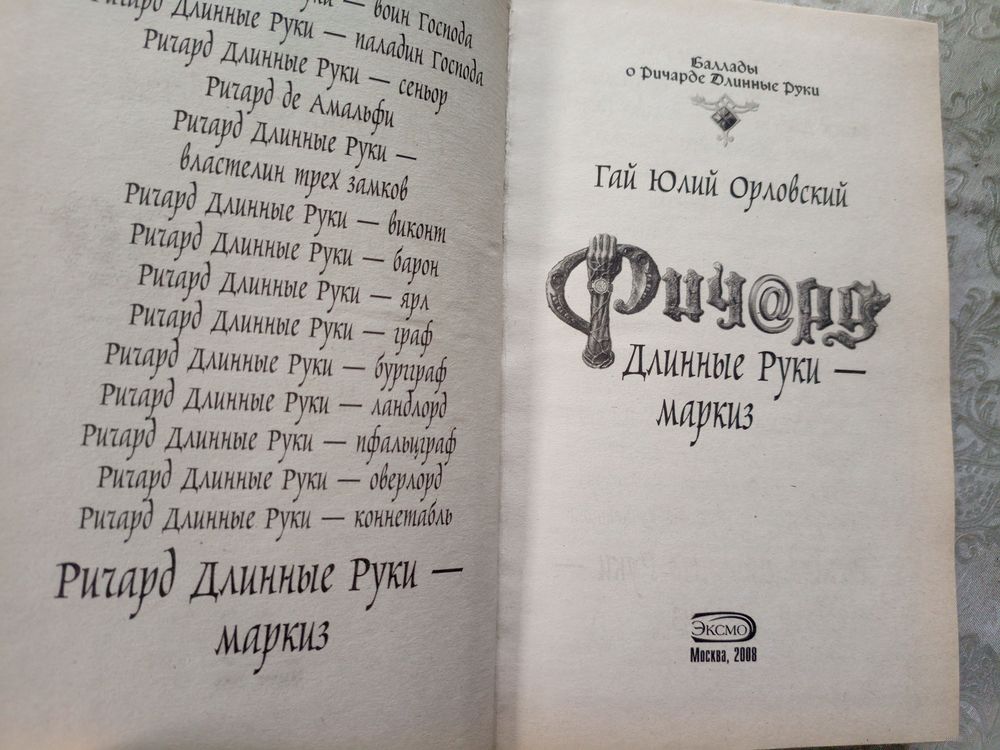 Руки — воин Господа
Ричард Длинные Руки — паладин Господа
Ричард Длинные Руки — сеньор
Ричард де Амальфи
Ричард Длинные Руки —
властелин трех замков
Ричард Длинные Руки — виконт
Ричард Длинные Руки — барон
Ричард Длинные Руки — ярл
Ричард Длинные Руки — граф
Ричард Длинные Руки — бургграф
Ричард Длинные Руки — ландлорд
Ричард Длинные Руки — пфальцграф
Ричард Длинные Руки — оверлорд
Ричард Длинные Руки — коннетабль
Ричард Длинные Руки —
маркиз
Баллады
о Ричарде Длинные Руки
Гай Юлий Орловский
Рич@рд
Длинные Руки —
маркиз
ЭКСМО
Москва, 2008